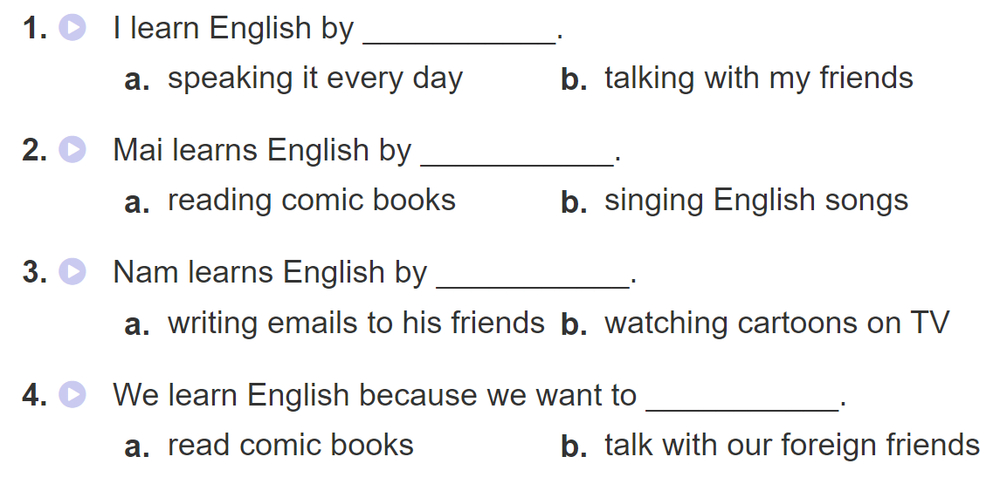 1. I learn English by ___________.
a. speaking it every day b. talking with my friends
2. Mai learns English by ___________.
a. reading comic books b. singing English songs
3. Nam learns English by ___________.
a. writing emails to his friends b. watching cartoons on TV
4. We learn English because we want to ___________.
a. read comic books b. talk with our foreign friends